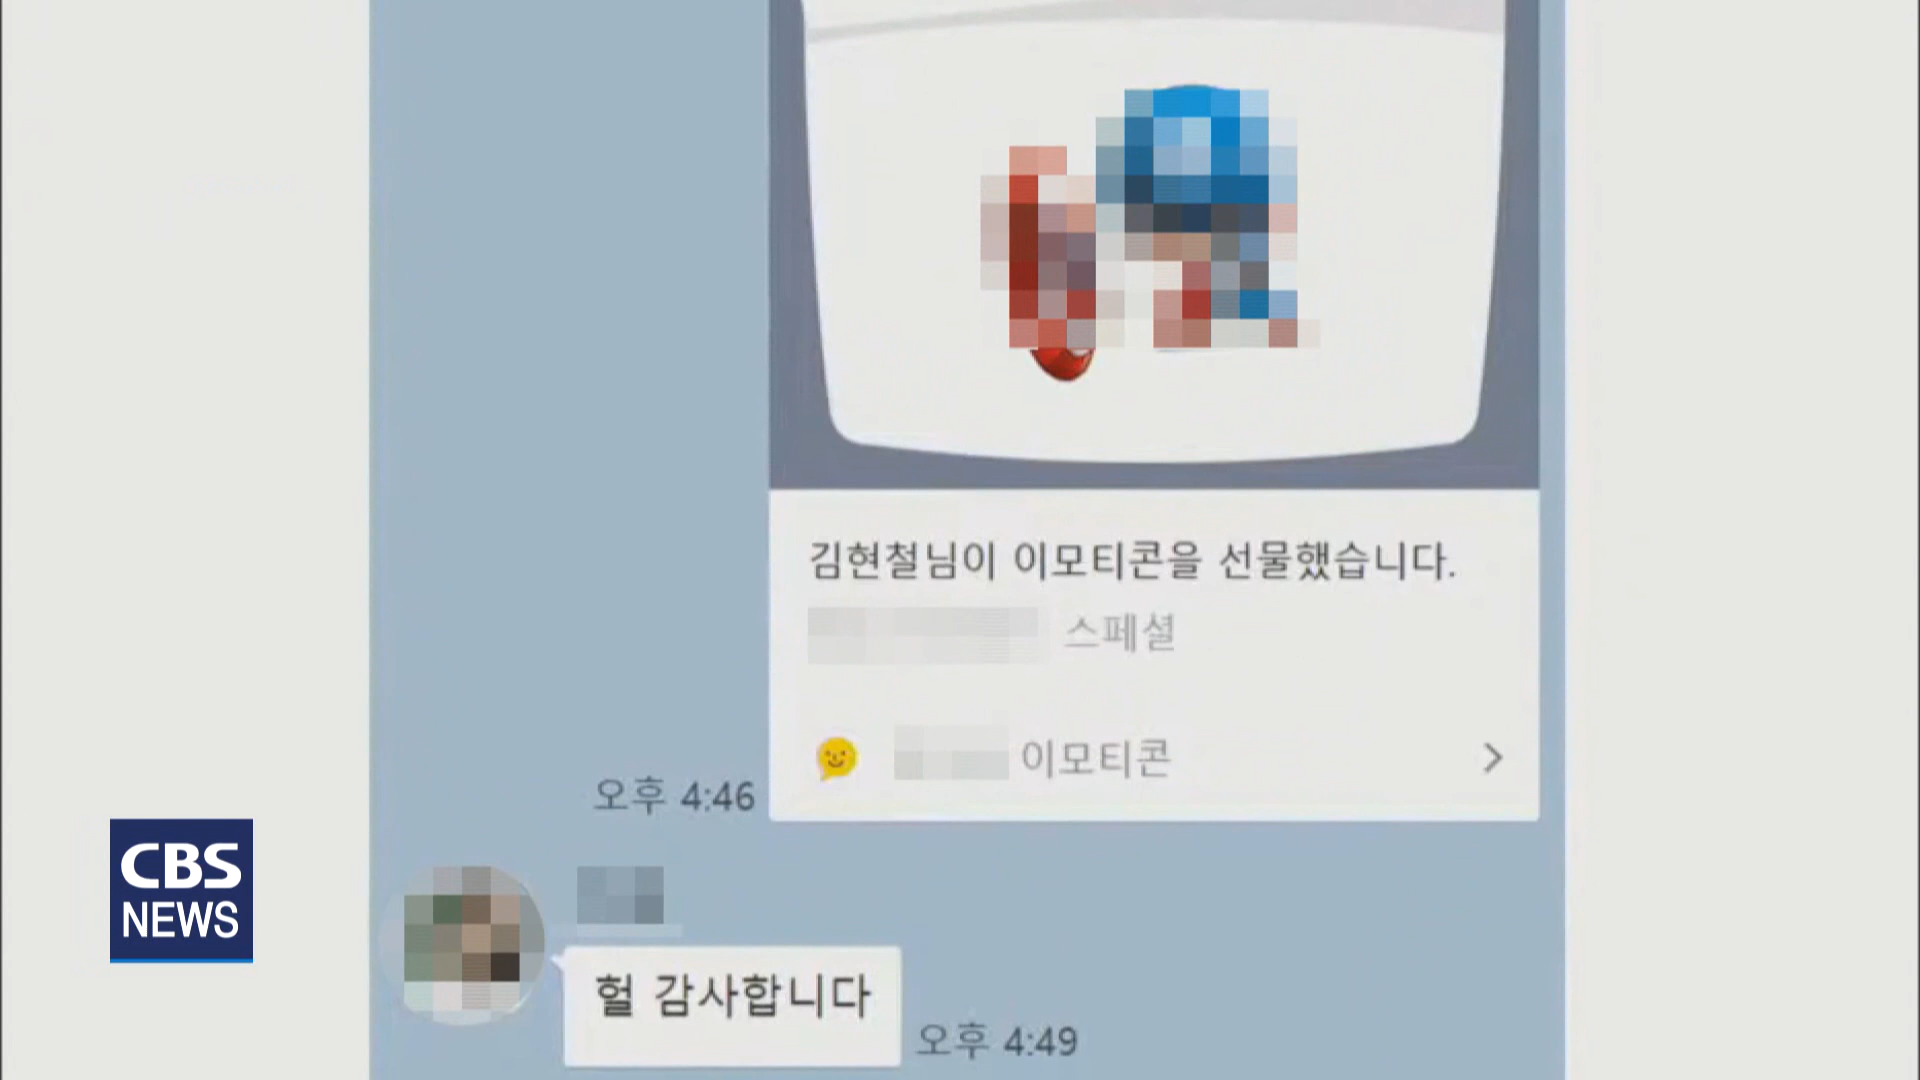 김현철님이 이모티콘을 선물했습니다.
스페셜
이모티콘
오후 4:46
헐 감사합니다
오후 4:49
CBS
NEWS